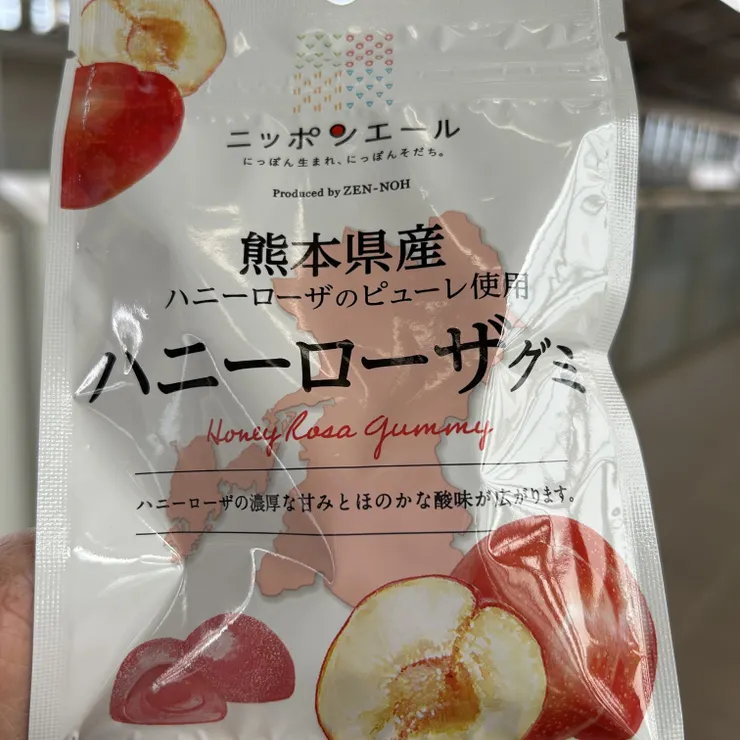 ニッポンエール
にっぽん生まれ、にっぽんそだち。
Produced by ZEN-NOH
熊本県産
ハニーローザのピューレ使用
ハニーローザグミ
Honey Rosa Gummy
ハニーローザの濃厚な甘みとほのかな酸味が広がります。